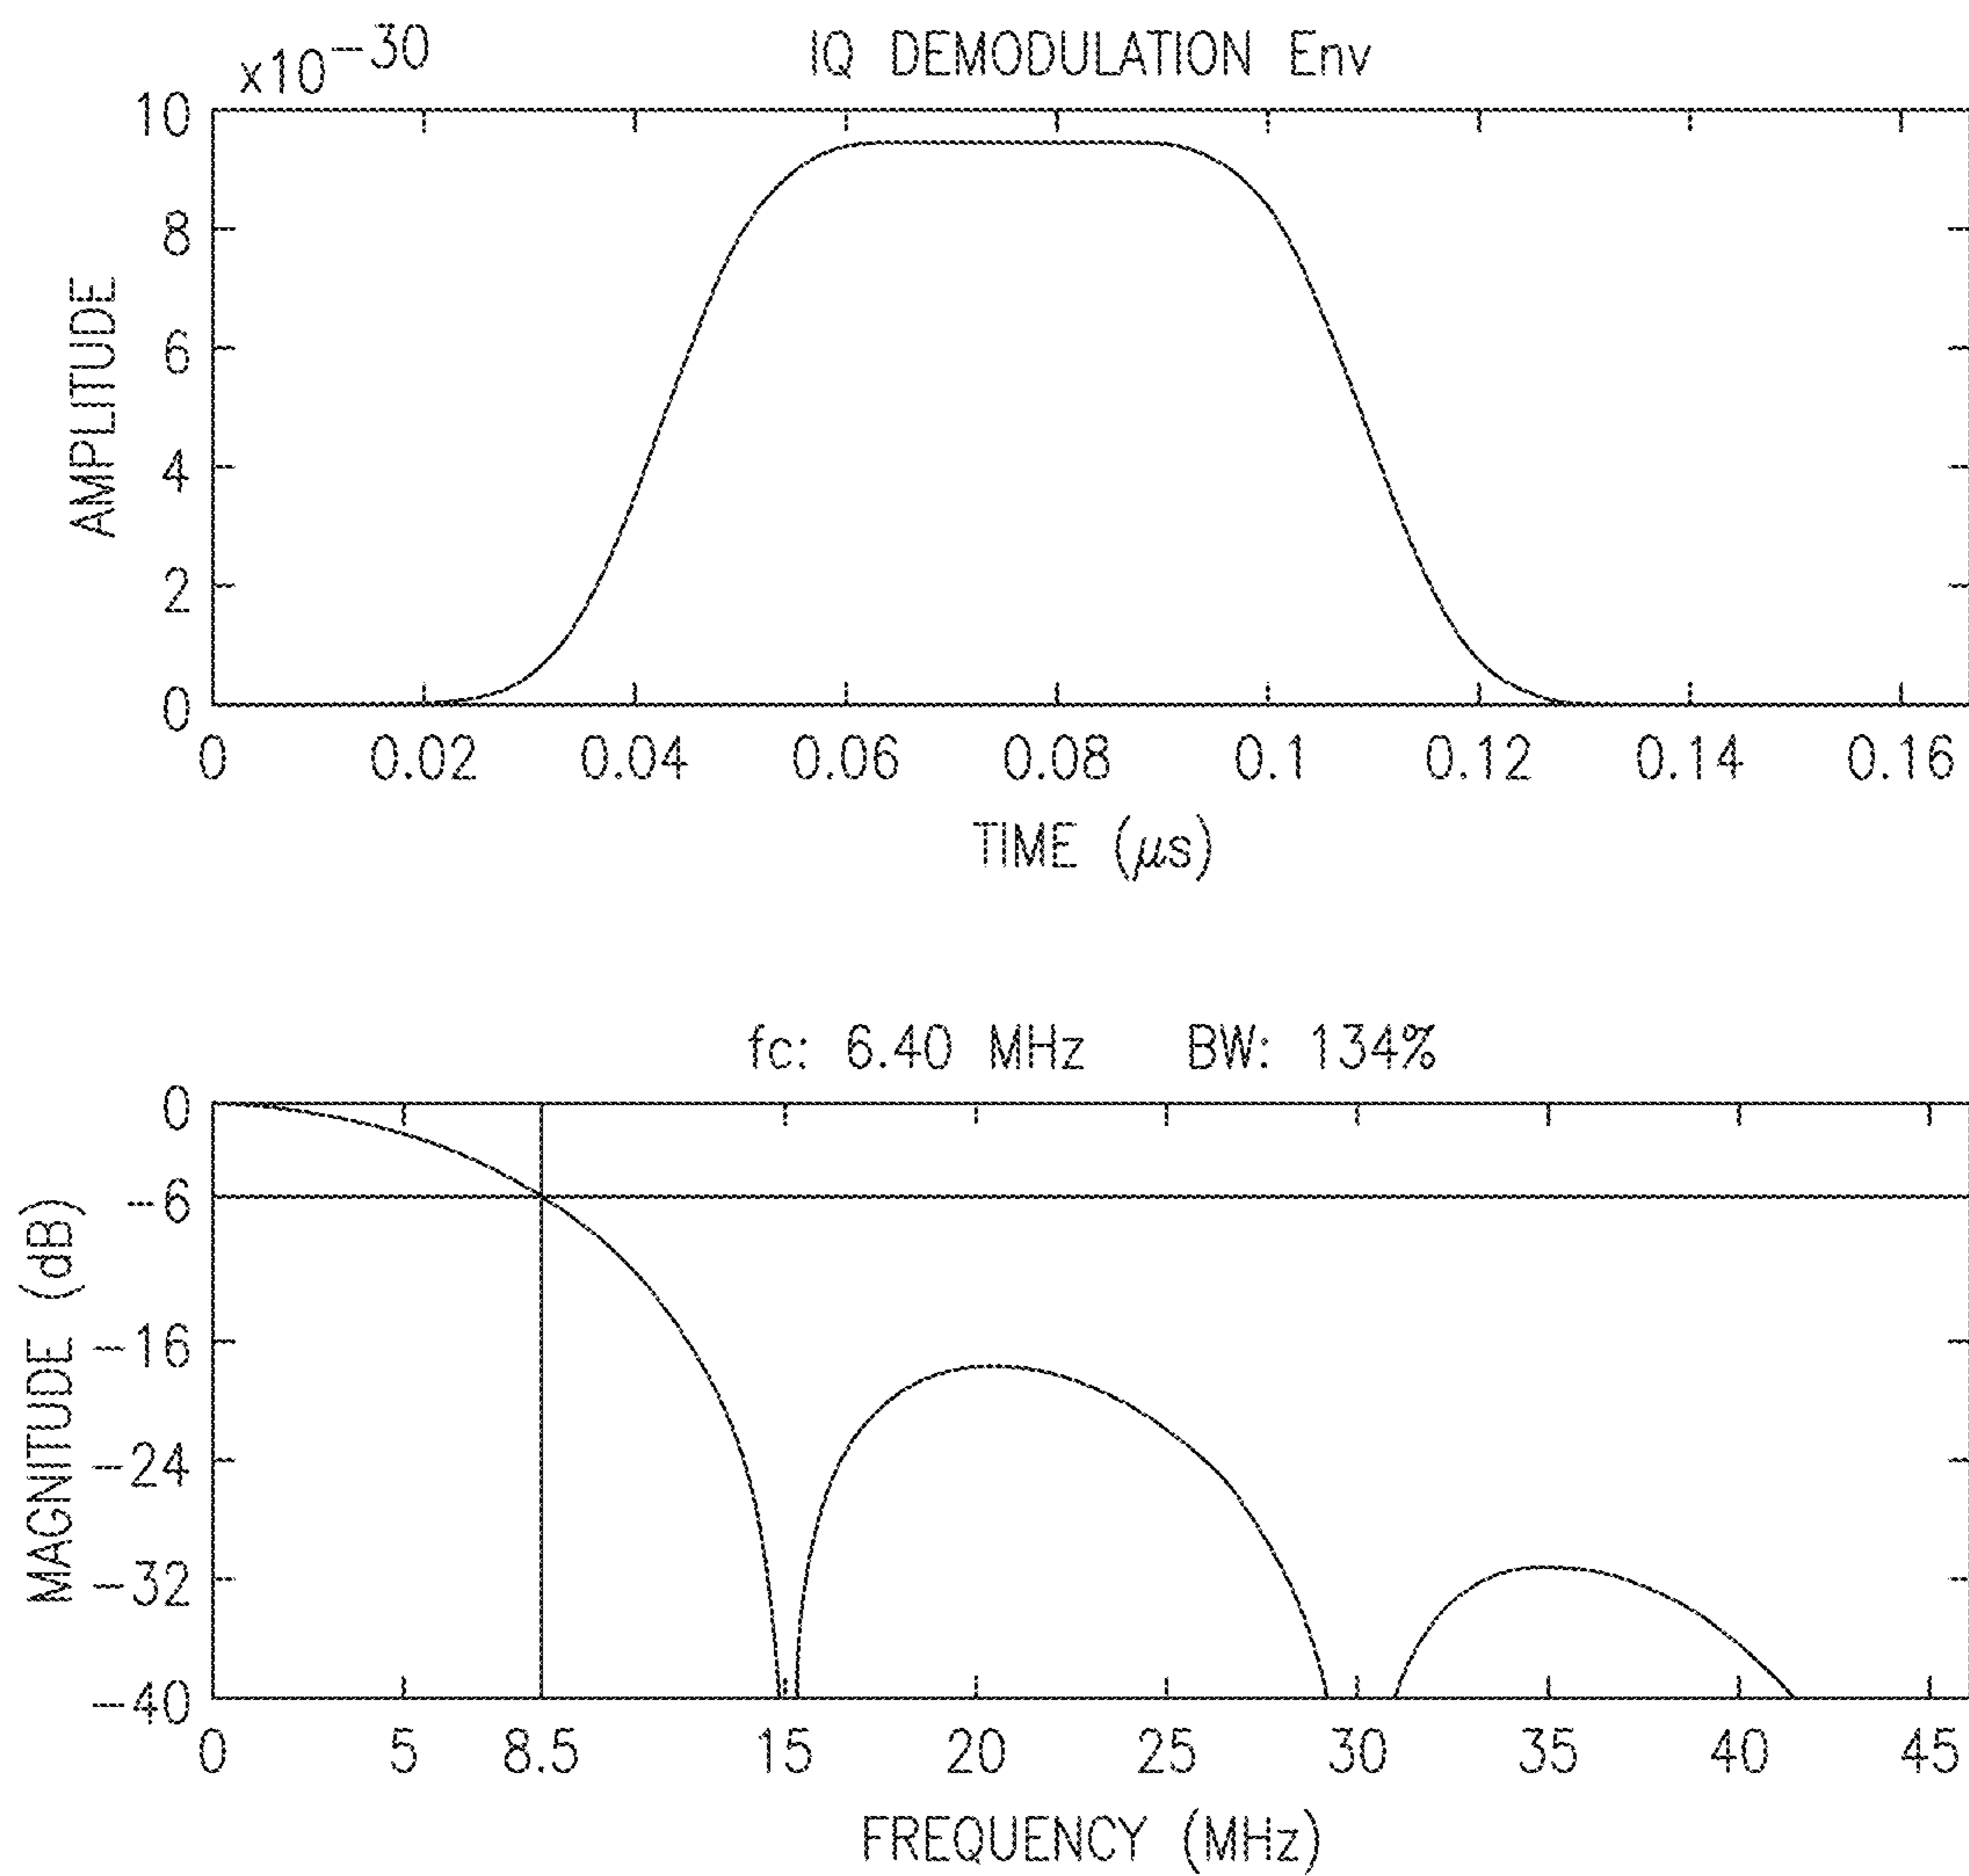 x10⁻³⁰
IQ DEMODULATION Env
10
8
6
4
2
0
AMPLITUDE
0 0.02 0.04 0.06 0.08 0.1 0.12 0.14 0.16
TIME (μs)
fc: 6.40 MHz BW: 134%
0
-6
-16
-24
-32
-40
MAGNITUDE (dB)
0 5 8.5 15 20 25 30 35 40 45
FREQUENCY (MHz)